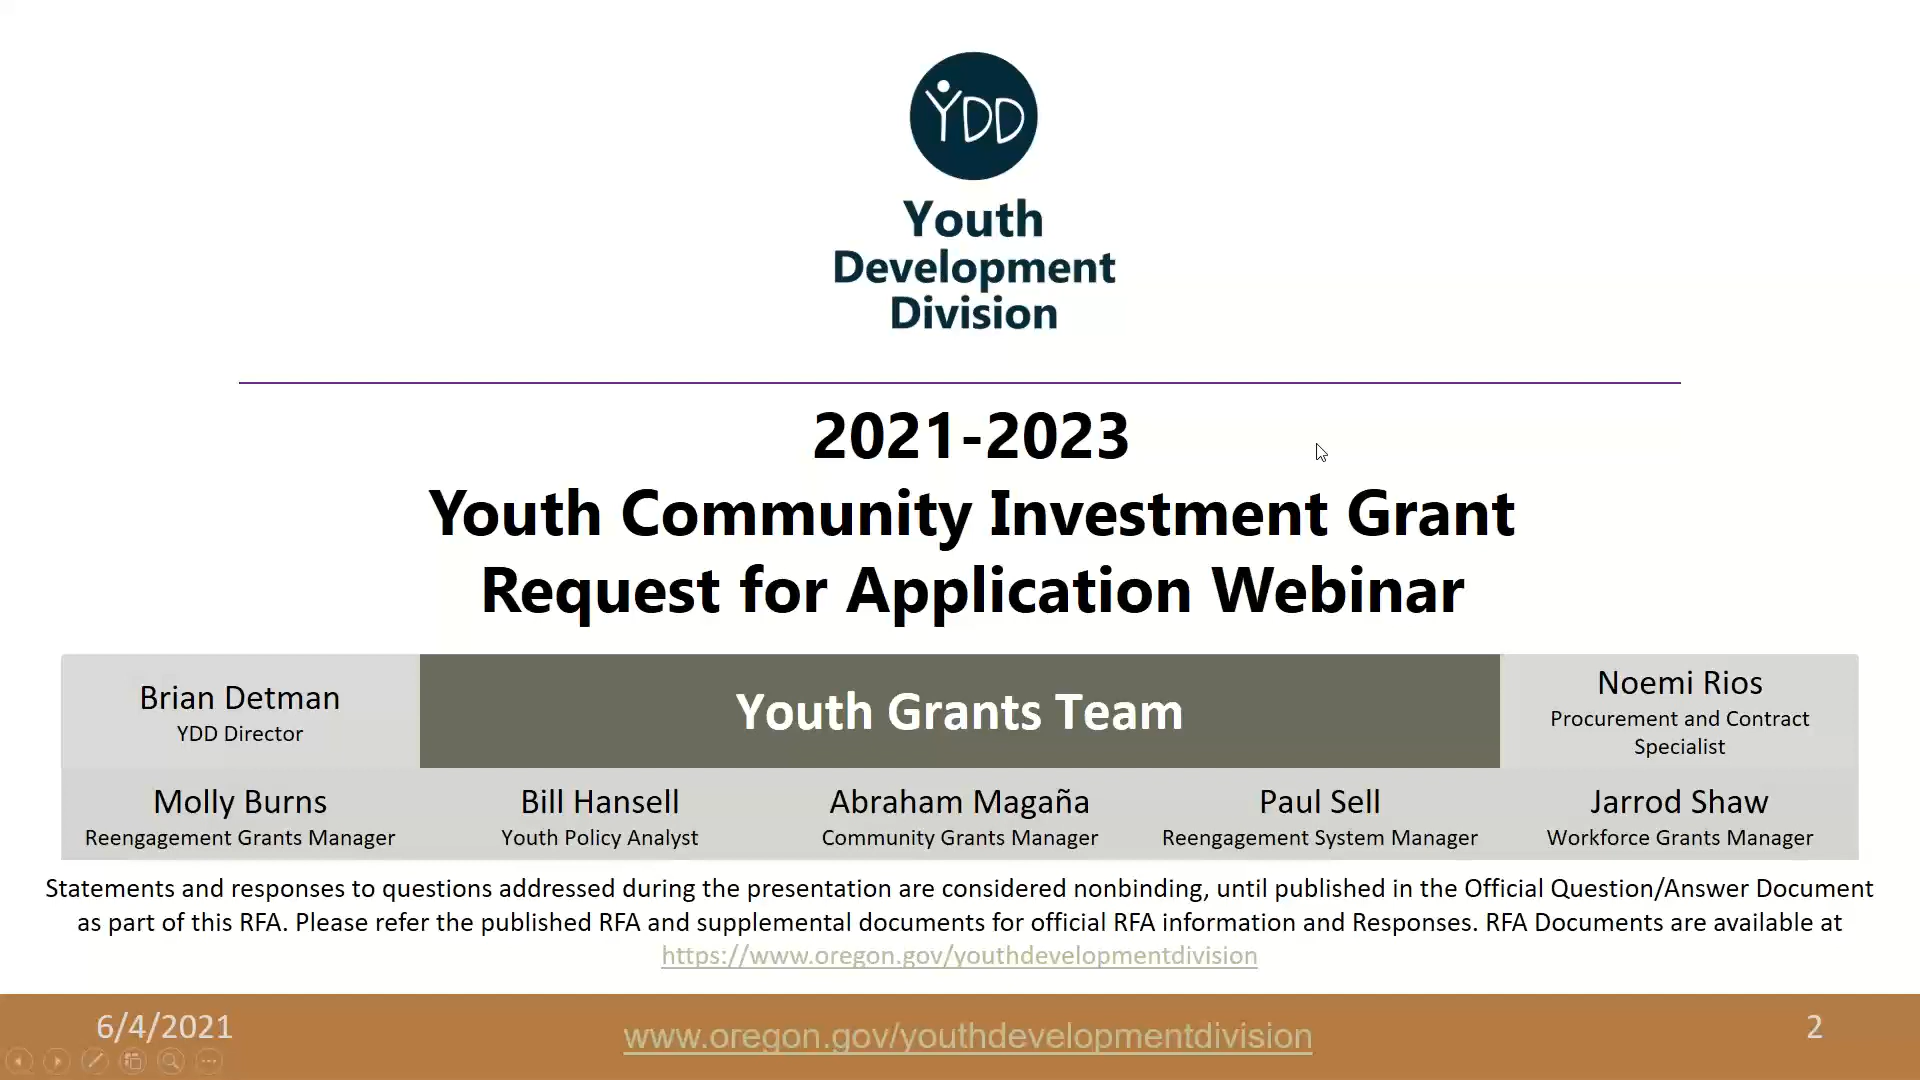 YDD
Youth
Development
Division
2021-2023
Youth Community Investment Grant
Request for Application Webinar
Brian Detman
YDD Director
Youth Grants Team
Noemi Rios
Procurement and Contract
Specialist
Molly Burns
Reengagement Grants Manager
Bill Hansell
Youth Policy Analyst
Abraham Magaña
Community Grants Manager
Paul Sell
Reengagement System Manager
Jarrod Shaw
Workforce Grants Manager
Statements and responses to questions addressed during the presentation are considered nonbinding, until published in the Official Question/Answer Document
as part of this RFA. Please refer the published RFA and supplemental documents for official RFA information and Responses. RFA Documents are available at
https://www.oregon.gov/youthdevelopmentdivision
6/4/2021
www.oregon.gov/youthdevelopmentdivision
2